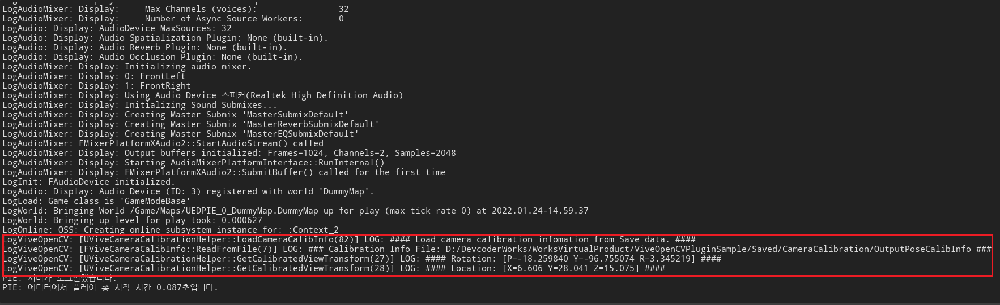 LogAudioMixer: Display:     Number of buffers to queue:           2
LogAudioMixer: Display:     Max Channels (voices):                32
LogAudioMixer: Display:     Number of Async Source Workers:       0
LogAudio: Display: AudioDevice MaxSources: 32
LogAudio: Display: Audio Spatialization Plugin: None (built-in).
LogAudio: Display: Audio Reverb Plugin: None (built-in).
LogAudio: Display: Audio Occlusion Plugin: None (built-in).
LogAudioMixer: Display: Initializing audio mixer.
LogAudioMixer: Display: 0: FrontLeft
LogAudioMixer: Display: 1: FrontRight
LogAudioMixer: Display: Using Audio Device 스피커(Realtek High Definition Audio)
LogAudioMixer: Display: Initializing Sound Submixes...
LogAudioMixer: Display: Creating Master Submix 'MasterSubmixDefault'
LogAudioMixer: Display: Creating Master Submix 'MasterReverbSubmixDefault'
LogAudioMixer: Display: Creating Master Submix 'MasterEQSubmixDefault'
LogAudioMixer: FMixerPlatformXAudio2::StartAudioStream() called
LogAudioMixer: Display: Output buffers initialized: Frames=1024, Channels=2, Samples=2048
LogAudioMixer: Display: Starting AudioMixerPlatformInterface::RunInternal()
LogAudioMixer: Display: FMixerPlatformXAudio2::SubmitBuffer() called for the first time
LogInit: FAudioDevice initialized.
LogAudio: Display: Audio Device (ID: 3) registered with world 'DummyMap'.
LogLoad: Game class is 'GameModeBase'
LogWorld: Bringing World /Game/Maps/UEDPIE_0_DummyMap.DummyMap up for play (max tick rate 0) at 2022.01.24-14.59.37
LogWorld: Bringing up level for play took: 0.000627
LogOnline: OSS: Creating online subsystem instance for: :Context_2
LogViveOpenCV: [UViveCameraCalibrationHelper::LoadCameraCalibInfo(82)] LOG: #### Load camera calibration infomation from Save data. ####
LogViveOpenCV: [FViveCameraCalibInfo::ReadFromFile(7)] LOG: ### Calibration Info File: D:/DevcoderWorks/WorksVirtualProduct/ViveOpenCVPluginSample/Saved/CameraCalibration/OutputPoseCalibInfo ###
LogViveOpenCV: [UViveCameraCalibrationHelper::GetCalibratedViewTransform(27)] LOG: #### Rotation: [P=-18.259840 Y=-96.755074 R=3.345219] ####
LogViveOpenCV: [UViveCameraCalibrationHelper::GetCalibratedViewTransform(28)] LOG: #### Location: [X=6.606 Y=28.041 Z=15.075] ####
PIE: 서버가 로그인했습니다.
PIE: 에디터에서 플레이 총 시작 시간 0.087초입니다.